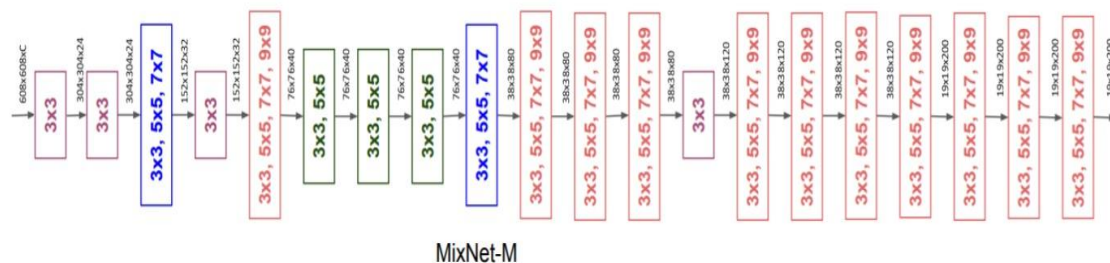 608x608xC
3x3
304x304x24
3x3
304x304x24
3x3, 5x5, 7x7
152x152x32
3x3
152x152x32
3x3, 5x5, 7x7, 9x9
76x76x40
3x3, 5x5
76x76x40
3x3, 5x5
76x76x40
3x3, 5x5
76x76x40
3x3, 5x5, 7x7
38x38x80
3x3, 5x5, 7x7, 9x9
38x38x80
3x3, 5x5, 7x7, 9x9
38x38x80
3x3, 5x5, 7x7, 9x9
38x38x80
3x3
38x38x120
3x3, 5x5, 7x7, 9x9
38x38x120
3x3, 5x5, 7x7, 9x9
38x38x120
3x3, 5x5, 7x7, 9x9
38x38x120
3x3, 5x5, 7x7, 9x9
19x19x200
3x3, 5x5, 7x7, 9x9
19x19x200
3x3, 5x5, 7x7, 9x9
19x19x200
3x3, 5x5, 7x7, 9x9
19x19x200
MixNet-M